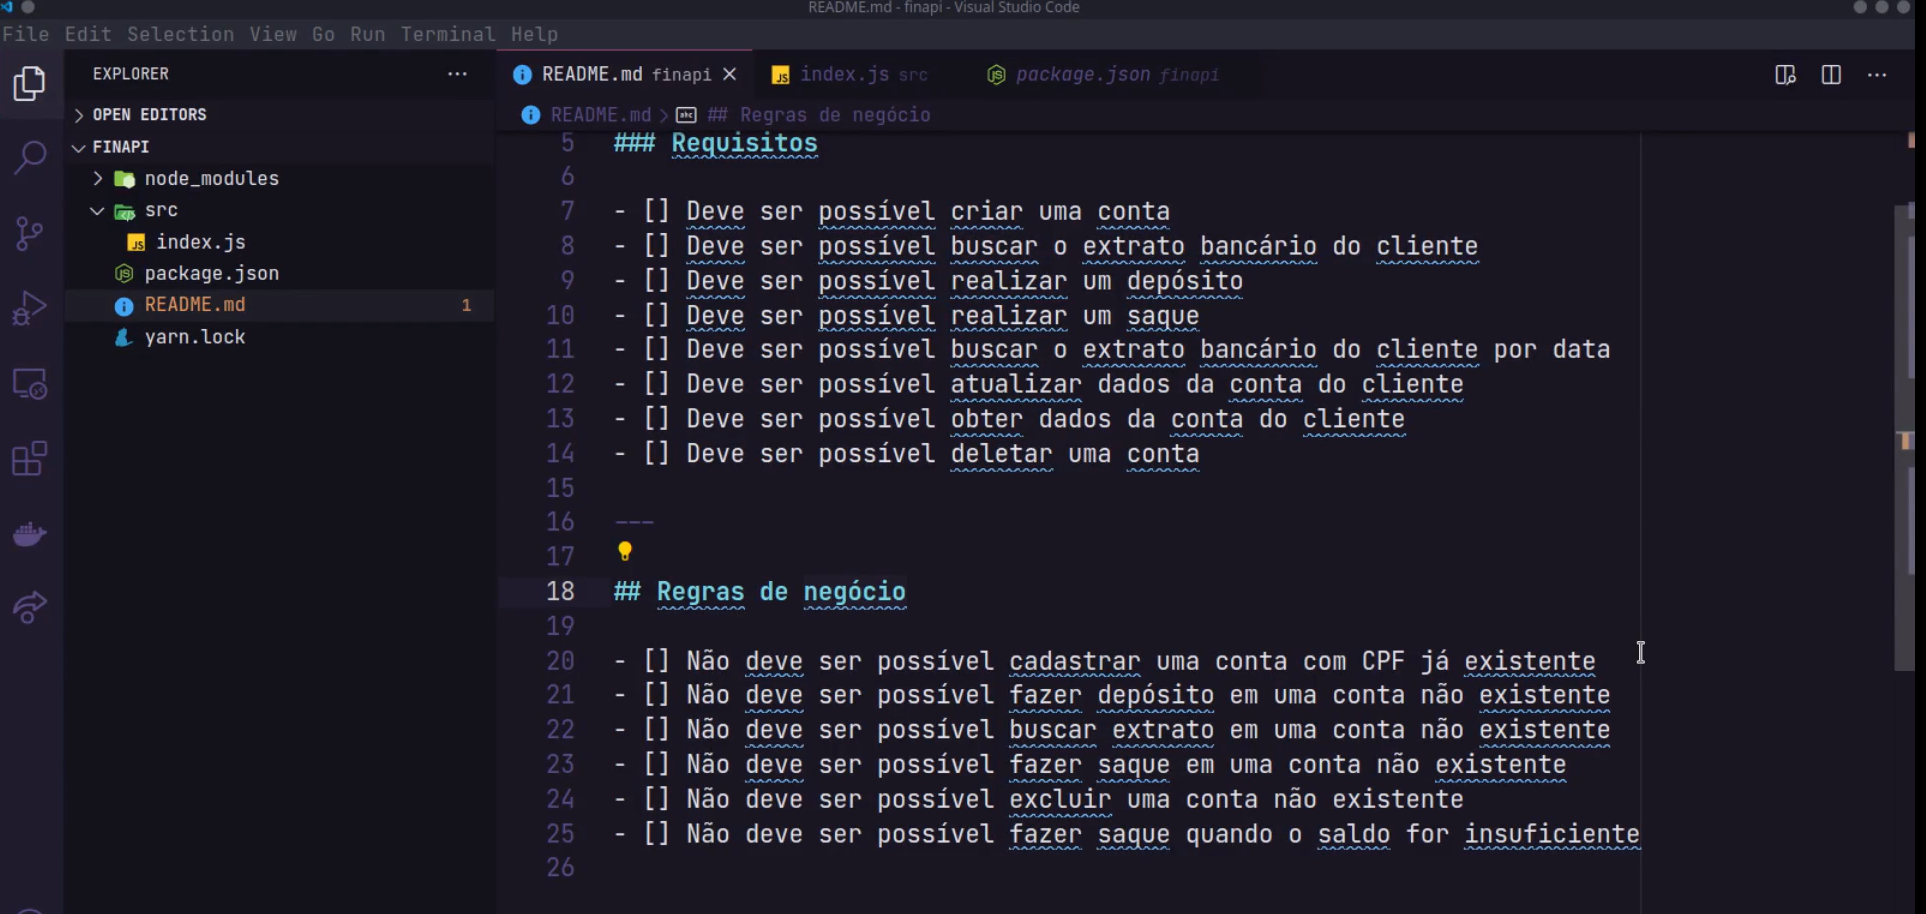 README.md - finapi - Visual Studio Code
File Edit Selection View Go Run Terminal Help
EXPLORER
OPEN EDITORS
FINAPI
node_modules
src
index.js
package.json
README.md 1
yarn.lock
README.md finapi
index.js src
package.json finapi
README.md > ## Regras de negócio
5 ### Requisitos
6
7 - [] Deve ser possível criar uma conta
8 - [] Deve ser possível buscar o extrato bancário do cliente
9 - [] Deve ser possível realizar um depósito
10 - [] Deve ser possível realizar um saque
11 - [] Deve ser possível buscar o extrato bancário do cliente por data
12 - [] Deve ser possível atualizar dados da conta do cliente
13 - [] Deve ser possível obter dados da conta do cliente
14 - [] Deve ser possível deletar uma conta
15
16 ---
17
18 ## Regras de negócio
19
20 - [] Não deve ser possível cadastrar uma conta com CPF já existente
21 - [] Não deve ser possível fazer depósito em uma conta não existente
22 - [] Não deve ser possível buscar extrato em uma conta não existente
23 - [] Não deve ser possível fazer saque em uma conta não existente
24 - [] Não deve ser possível excluir uma conta não existente
25 - [] Não deve ser possível fazer saque quando o saldo for insuficiente
26